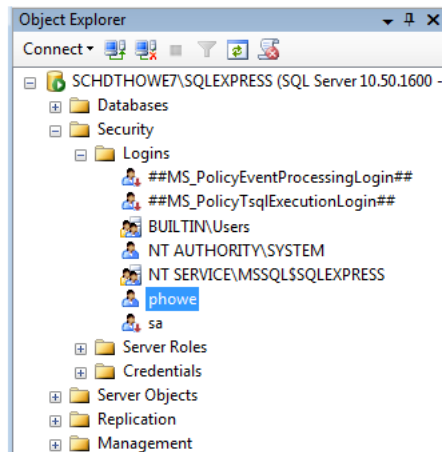 Object Explorer
Connect
SCHDTHOWE7\SQLEXPRESS (SQL Server 10.50.1600 -
Databases
Security
Logins
##MS_PolicyEventProcessingLogin##
##MS_PolicyTsqlExecutionLogin##
BUILTIN\Users
NT AUTHORITY\SYSTEM
NT SERVICE\MSSQL$SQLEXPRESS
phowe
sa
Server Roles
Credentials
Server Objects
Replication
Management